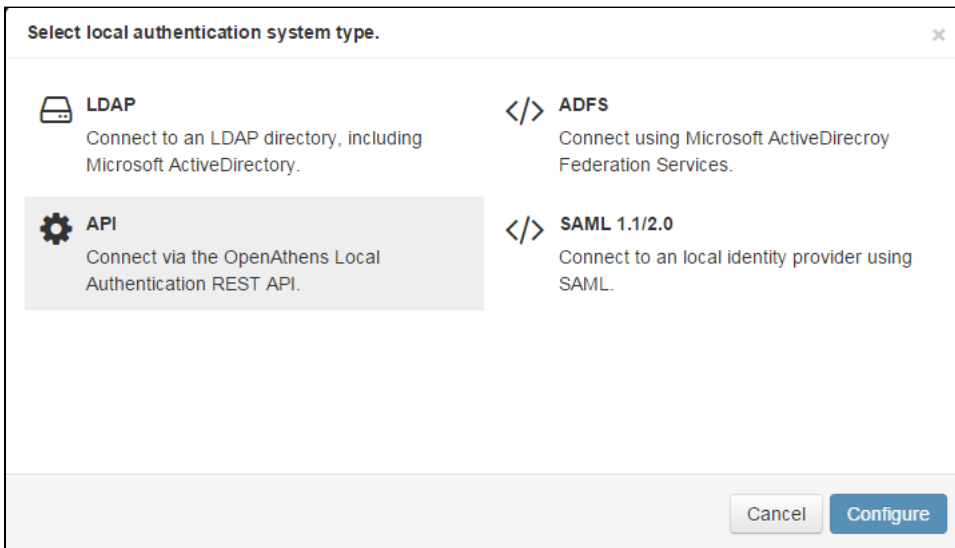 Select local authentication system type.
×
LDAP
Connect to an LDAP directory, including
Microsoft ActiveDirectory.
</> ADFS
Connect using Microsoft ActiveDirecroy
Federation Services.
API
Connect via the OpenAthens Local
Authentication REST API.
</> SAML 1.1/2.0
Connect to an local identity provider using
SAML.
Cancel
Configure